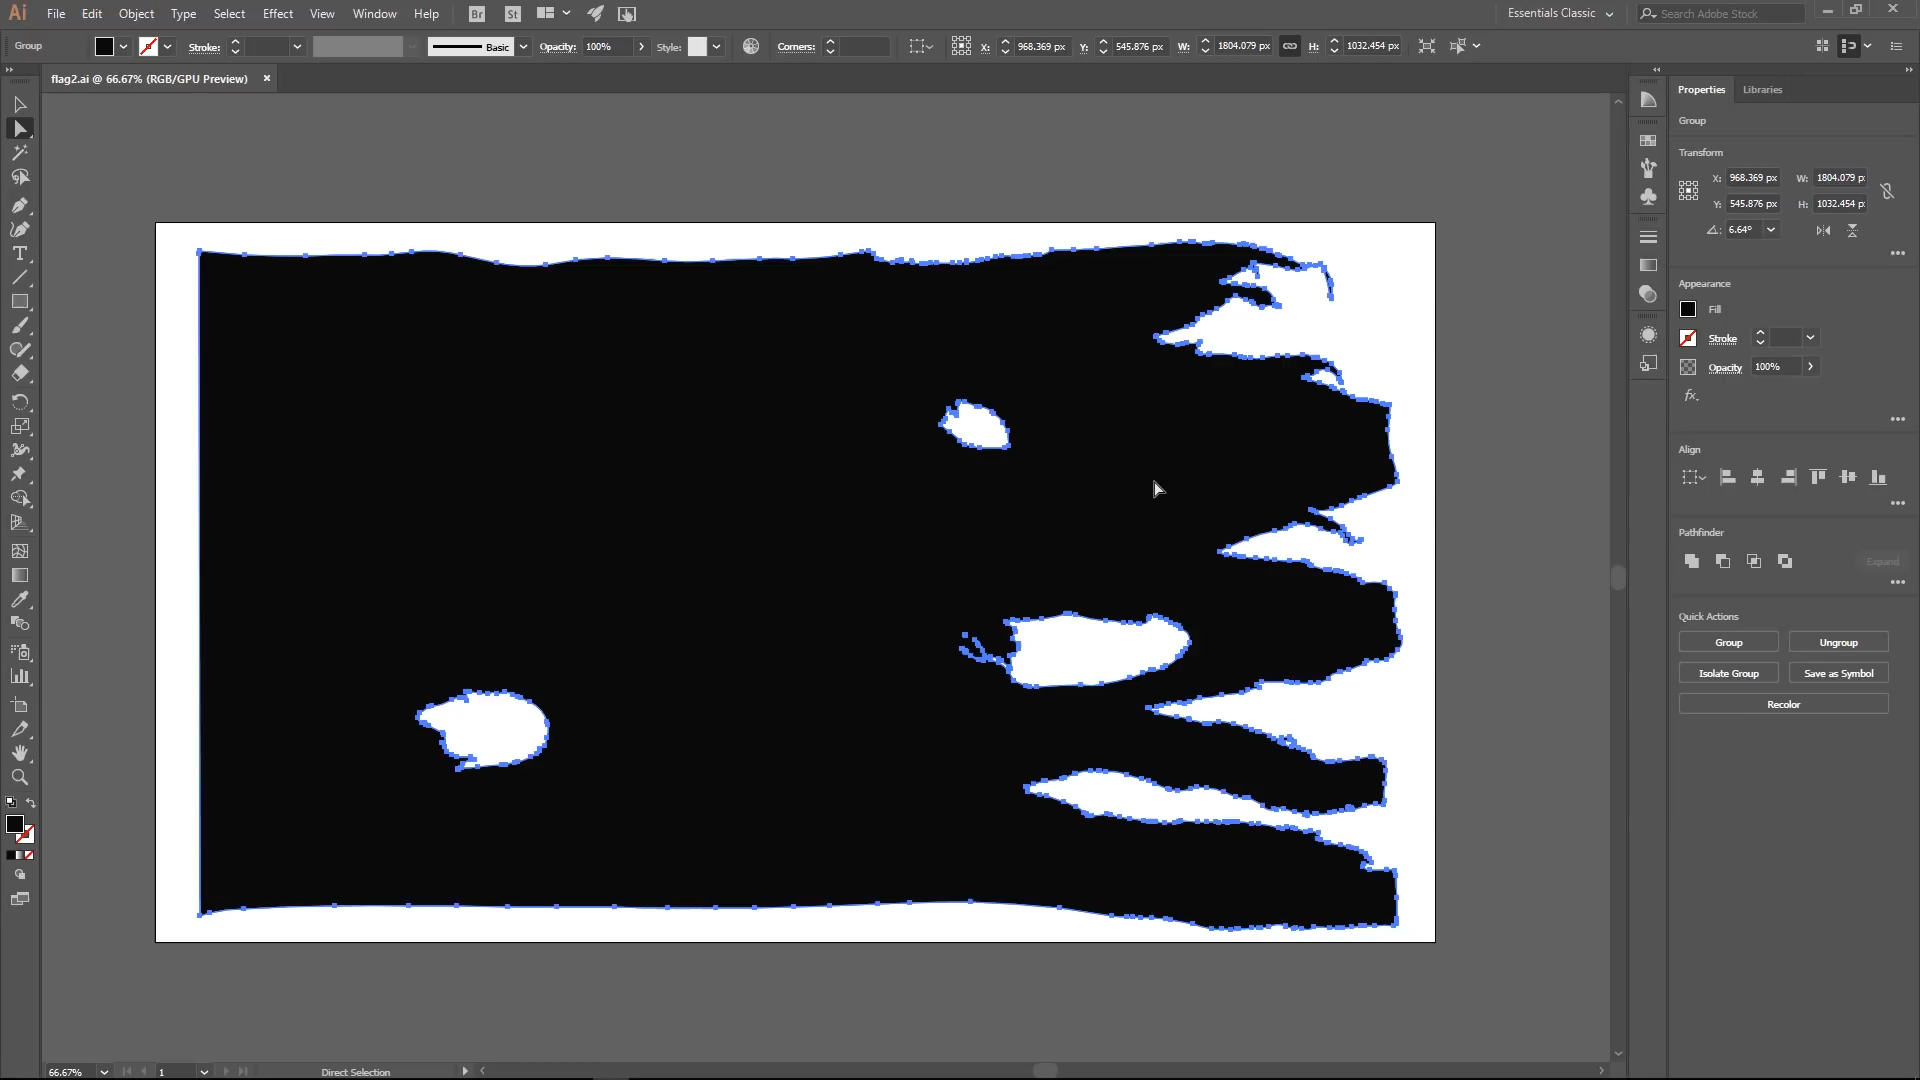 Ai File Edit Object Type Select Effect View Window Help Br St Essentials Classic Search Adobe Stock
Group Stroke: Basic Opacity: 100% Style: Corners: X: 968.369 px Y: 545.876 px W: 1804.079 px H: 1032.454 px
flag2.ai @ 66.67% (RGB/GPU Preview) ×
Properties Libraries
Group
Transform
X: 968.369 px W: 1804.079 p
Y: 545.876 px H: 1032.454 p
6.64°
Appearance
Fill
Stroke
Opacity 100%
fx.
Align
Pathfinder
Expand
Quick Actions
Group Ungroup
Isolate Group Save as Symbol
Recolor
66.67% 1 Direct Selection